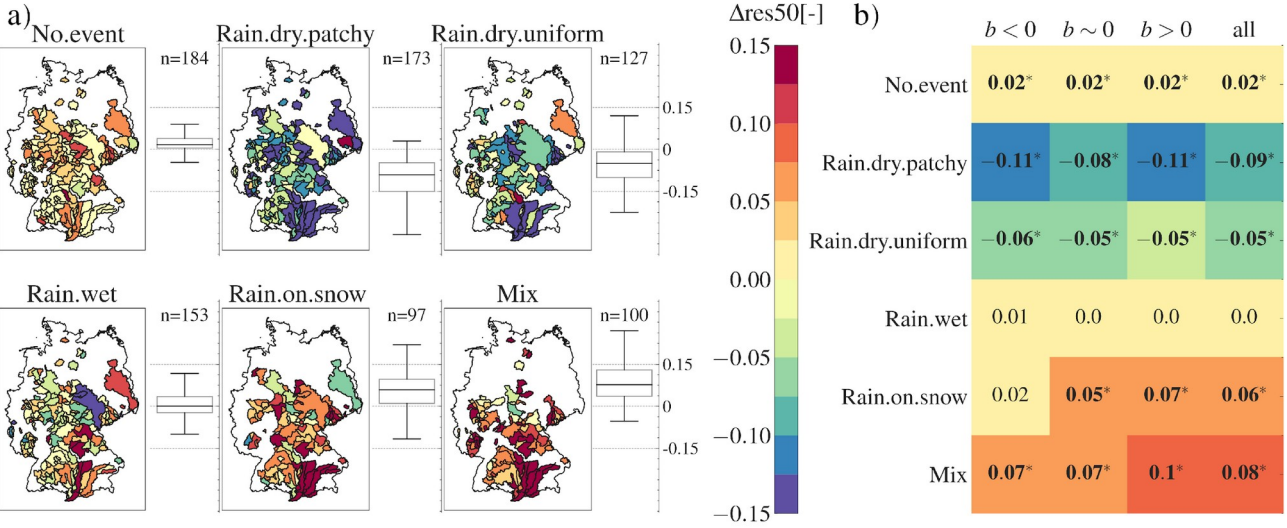 a)
No.event
Rain.dry.patchy
Rain.dry.uniform
Δres50[-]
b)
n=184
n=173
n=127
0.15
0
-0.15
Rain.wet
Rain.on.snow
Mix
n=153
n=97
n=100
0.15
0
-0.15
0.15
0.10
0.05
0.00
−0.05
−0.10
−0.15
b < 0 b ∼ 0 b > 0 all
No.event 0.02* 0.02* 0.02* 0.02*
Rain.dry.patchy −0.11* −0.08* −0.11* −0.09*
Rain.dry.uniform −0.06* −0.05* −0.05* −0.05*
Rain.wet 0.01 0.0 0.0 0.0
Rain.on.snow 0.02 0.05* 0.07* 0.06*
Mix 0.07* 0.07* 0.1* 0.08*